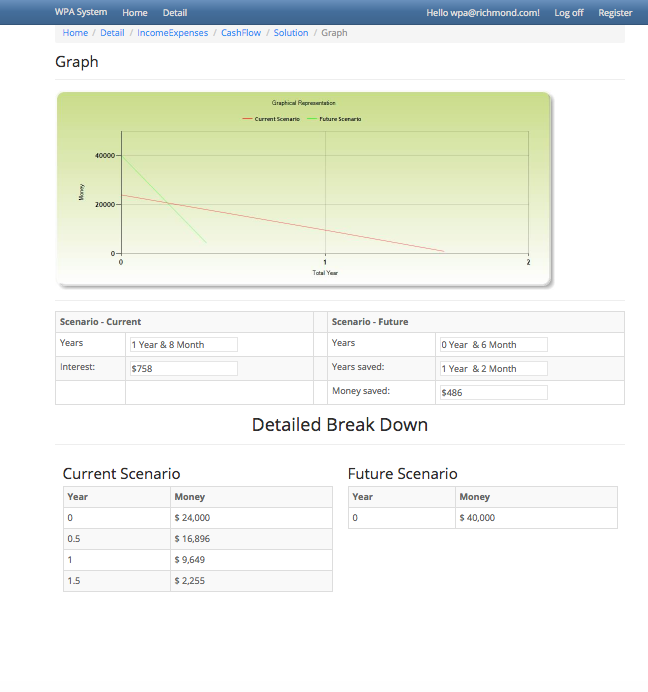 WPA System Home Detail Hello wpa@richmond.com! Log off Register
Home / Detail / IncomeExpenses / CashFlow / Solution / Graph
Graph
Graphical Representation
Current Scenario Future Scenario
40000
20000
0
Money
0 1 2
Total Year
Scenario - Current Scenario - Future
Years 1 Year & 8 Month Years 0 Year & 6 Month
Interest: $758 Years saved: 1 Year & 2 Month
Money saved: $486
Detailed Break Down
Current Scenario Future Scenario
Year Money Year Money
0 $ 24,000 0 $ 40,000
0.5 $ 16,896
1 $ 9,649
1.5 $ 2,255